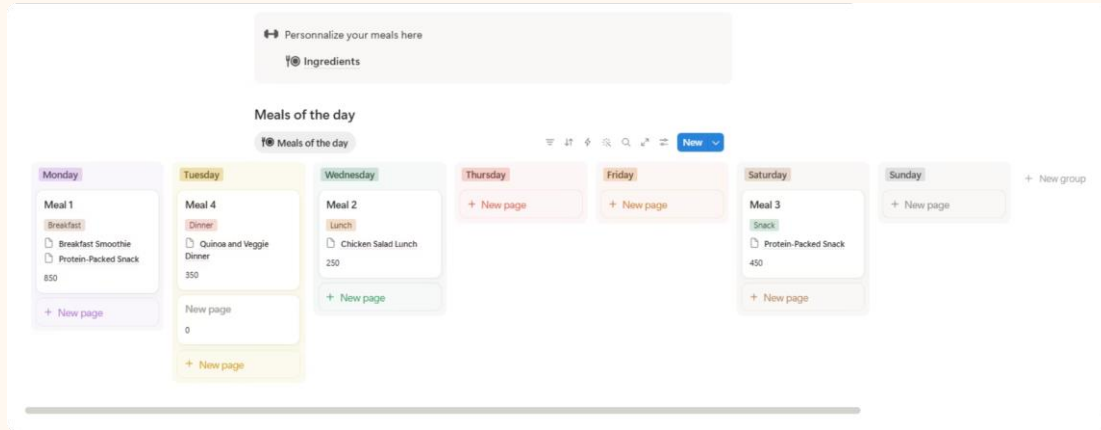 Personnalize your meals here
Ingredients
Meals of the day
Meals of the day
New
Monday
Meal 1
Breakfast
Breakfast Smoothie
Protein-Packed Snack
850
+ New page
Tuesday
Meal 4
Dinner
Quinoa and Veggie
Dinner
350
New page
0
+ New page
Wednesday
Meal 2
Lunch
Chicken Salad Lunch
250
+ New page
Thursday
+ New page
Friday
+ New page
Saturday
Meal 3
Snack
Protein-Packed Snack
450
+ New page
Sunday
+ New page
+ New group